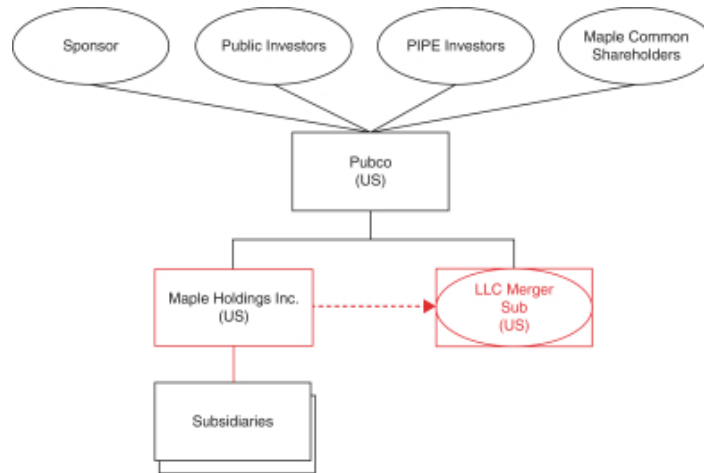 Sponsor
Public Investors
PIPE Investors
Maple Common
Shareholders
Pubco
(US)
Maple Holdings Inc.
(US)
LLC Merger
Sub
(US)
Subsidiaries